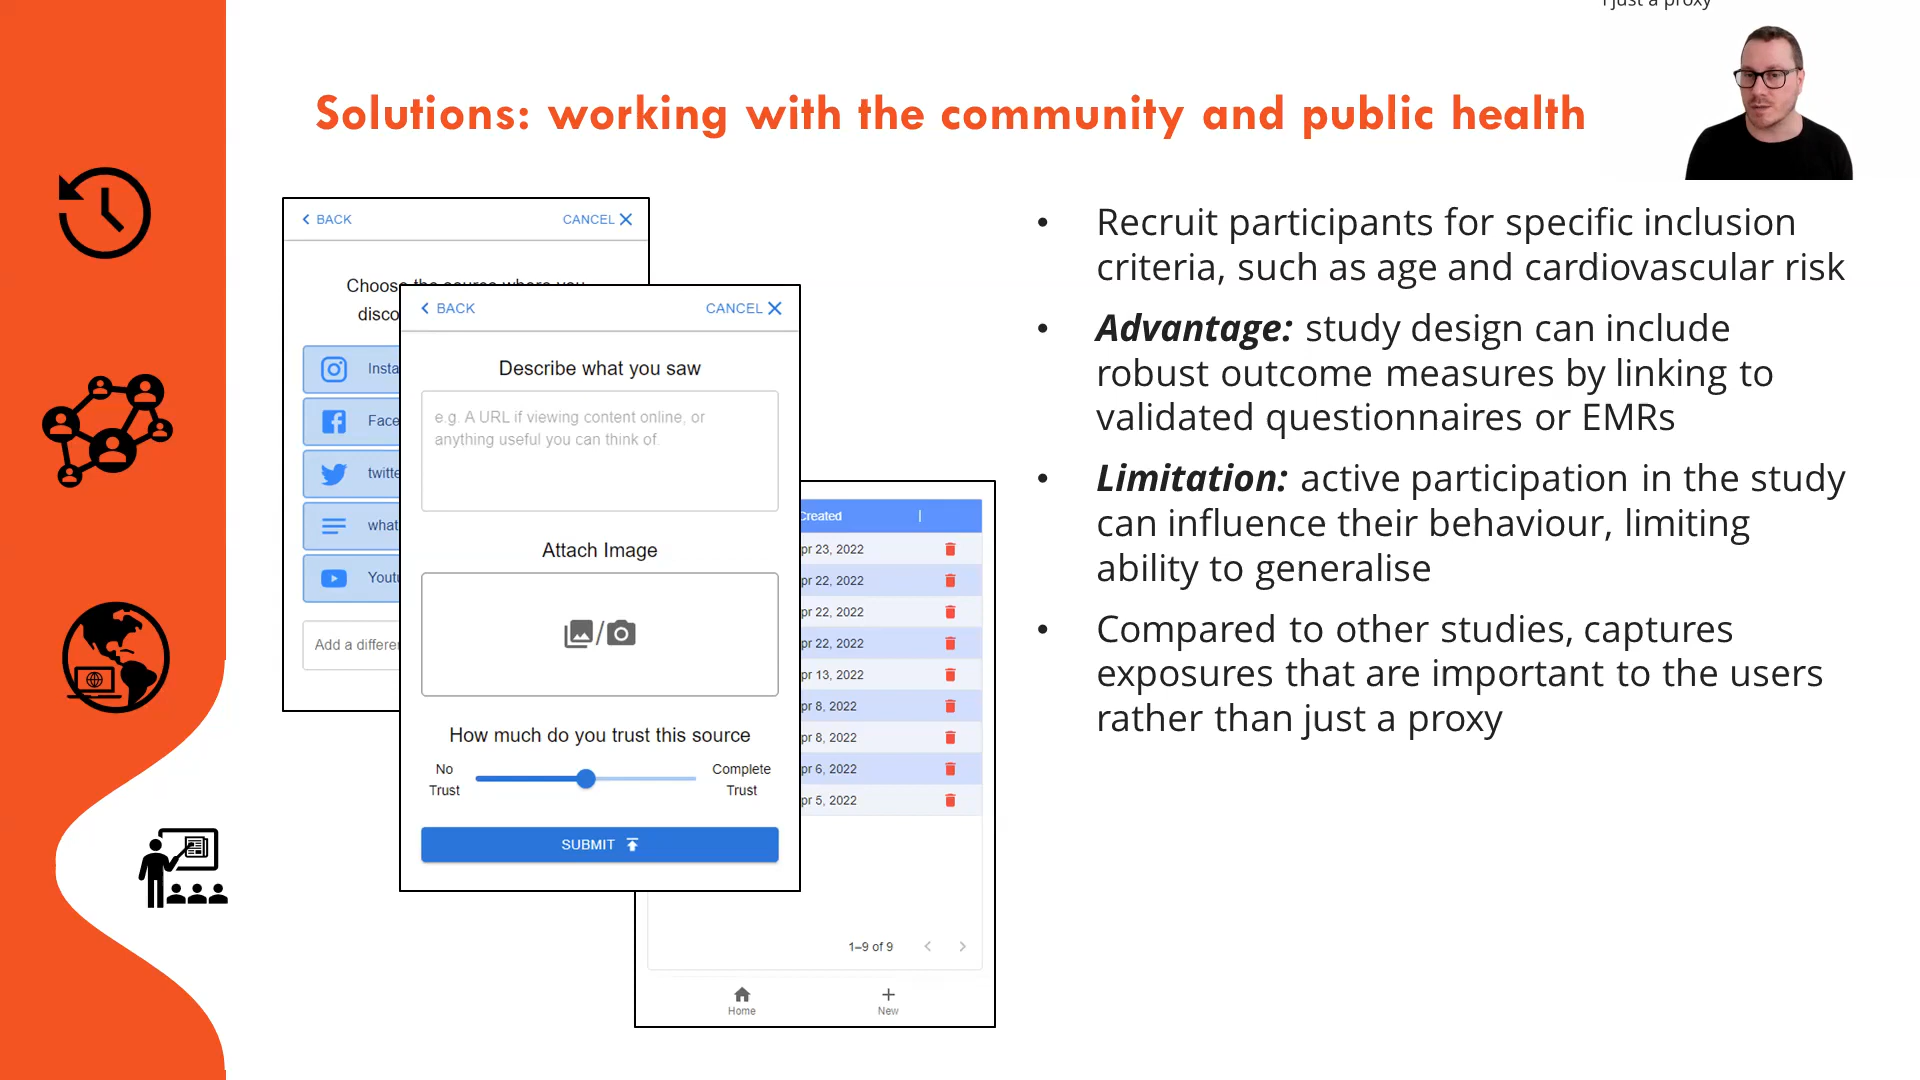 just a proxy
Solutions: working with the community and public health
BACK
CANCEL
disco
Insta
Face
twitte
what
Yout
Add a differe
BACK
CANCEL
Describe what you saw
e.g. A URL if viewing content online, or
anything useful you can think of.
Attach Image
How much do you trust this source
No
Trust
Complete
Trust
SUBMIT
Created
pr 23, 2022
pr 22, 2022
pr 22, 2022
pr 22, 2022
pr 13, 2022
pr 8, 2022
pr 8, 2022
pr 6, 2022
pr 5, 2022
1–9 of 9
Home
New
• Recruit participants for specific inclusion
criteria, such as age and cardiovascular risk
• Advantage: study design can include
robust outcome measures by linking to
validated questionnaires or EMRs
• Limitation: active participation in the study
can influence their behaviour, limiting
ability to generalise
• Compared to other studies, captures
exposures that are important to the users
rather than just a proxy